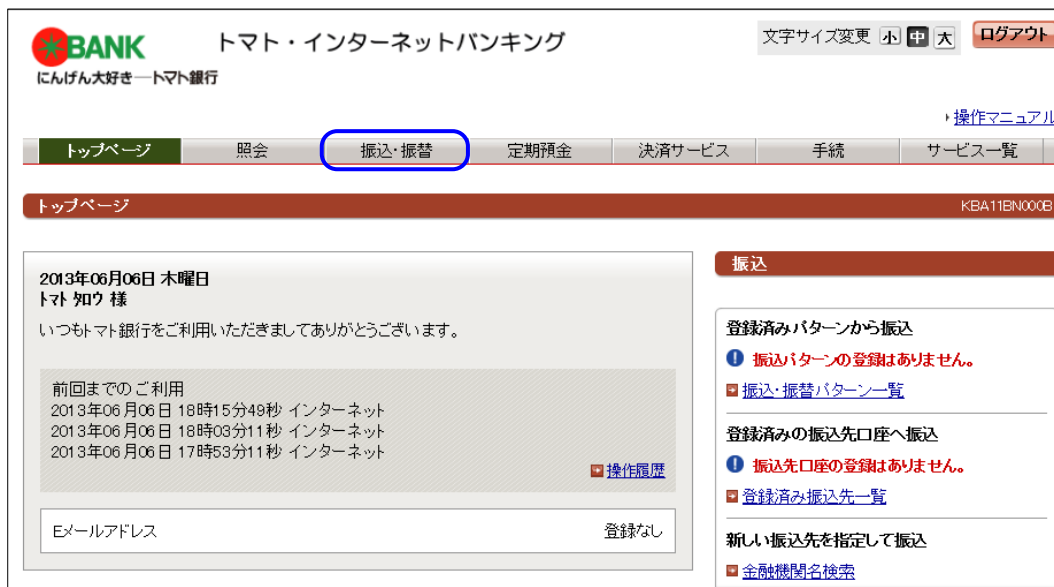 BANK
トマト・インターネットバンキング
文字サイズ変更 小 中 大
ログアウト
にんげん大好き―トマト銀行
操作マニュアル
トップページ 照会 振込・振替 定期預金 決済サービス 手続 サービス一覧
トップページ
KBA11BN000B
2013年06月06日 木曜日
トマト タロウ 様
いつもトマト銀行をご利用いただきましてありがとうございます。
前回までのご利用
2013年06月06日 18時15分49秒 インターネット
2013年06月06日 18時03分11秒 インターネット
2013年06月06日 17時53分11秒 インターネット
操作履歴
Eメールアドレス 登録なし
振込
登録済みパターンから振込
振込パターンの登録はありません。
振込・振替パターン一覧
登録済みの振込先口座へ振込
振込先口座の登録はありません。
登録済み振込先一覧
新しい振込先を指定して振込
金融機関名検索